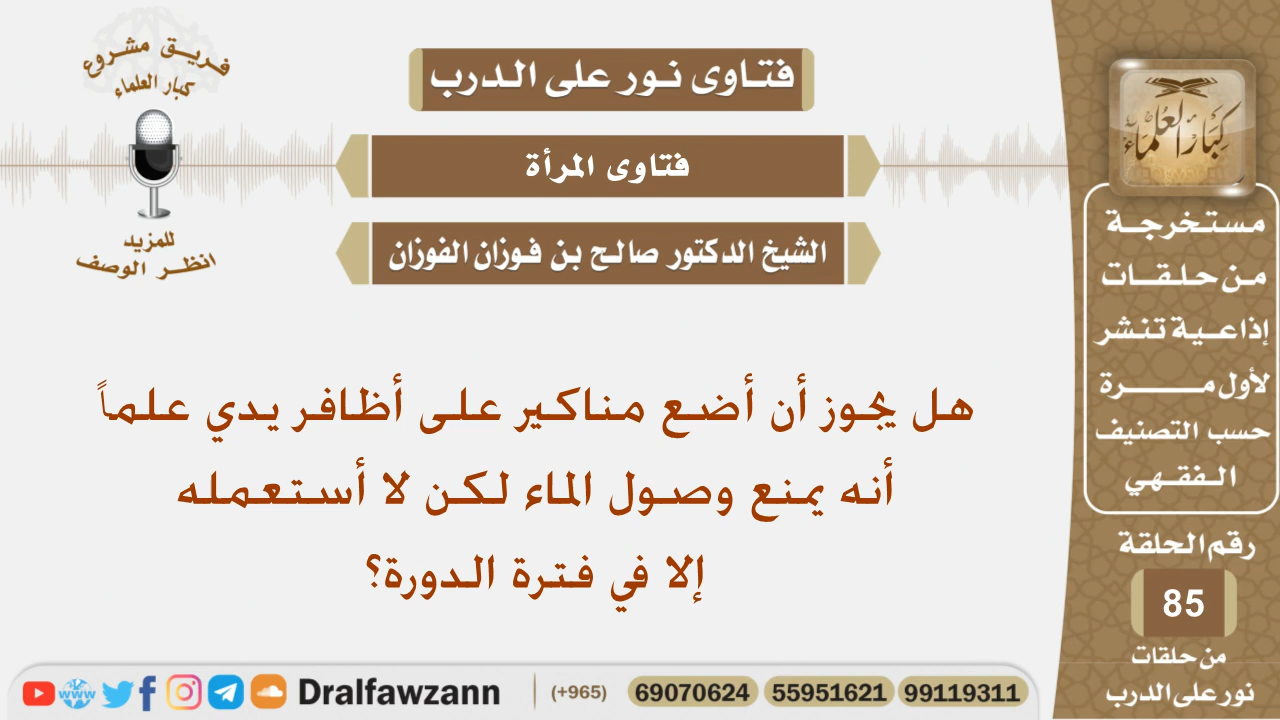 فريق مشروع
كبار العلماء
للمزيد
انظر الوصف
فتاوى نور على الدرب
فتاوى المرأة
الشيخ الدكتور صالح بن فوزان الفوزان
هل يجوز أن أضع مناكير على أظافر يدي علماً
أنه يمنع وصول الماء لكن لا أستعمله
إلا في فترة الدورة؟
كبار العلماء
مستخرجة
من حلقات
إذاعية تنشر
لأول مرة
حسب التصنيف
الفقهي
رقم الحلقة
85
من حلقات
نور على الدرب
www
Dralfawzann
(+965)
69070624
55951621
99119311